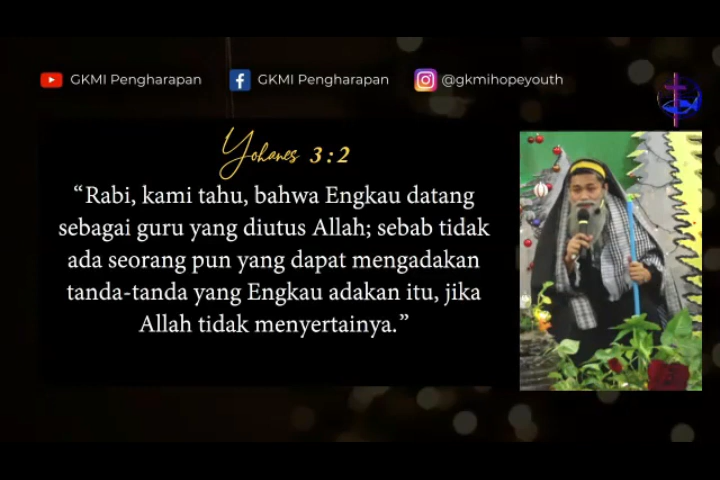 GKMI Pengharapan
GKMI Pengharapan
@gkmihopeyouth
Yohanes 3:2
“Rabi, kami tahu, bahwa Engkau datang
sebagai guru yang diutus Allah; sebab tidak
ada seorang pun yang dapat mengadakan
tanda-tanda yang Engkau adakan itu, jika
Allah tidak menyertainya.”